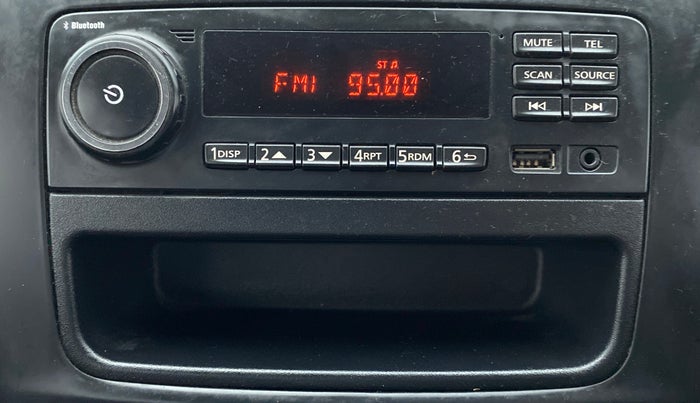 Bluetooth
ST
FM1 95.00
MUTE TEL
SCAN SOURCE
1DISP 2 3 4RPT 5RDM 6